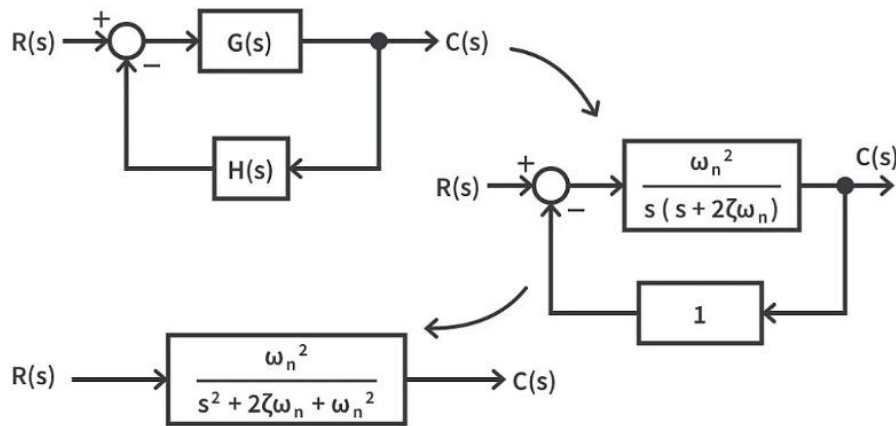 R(s) + − G(s) C(s)
H(s)
R(s) + − ωn² / s ( s + 2ζωn) C(s)
1
R(s) ωn² / s² + 2ζωn + ωn² C(s)